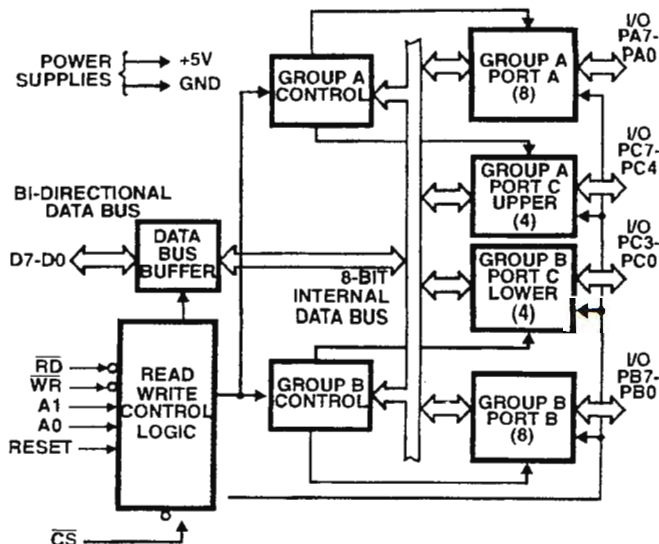 POWER
SUPPLIES
+5V
GND
GROUP A
CONTROL
GROUP A
PORT A
(8)
I/O
PA7-
PA0
GROUP A
PORT C
UPPER
(4)
I/O
PC7-
PC4
BI-DIRECTIONAL
DATA BUS
D7-D0
DATA
BUS
BUFFER
8-BIT
INTERNAL
DATA BUS
GROUP B
PORT C
LOWER
(4)
I/O
PC3-
PC0
RD
WR
A1
A0
RESET
READ
WRITE
CONTROL
LOGIC
GROUP B
CONTROL
GROUP B
PORT B
(8)
I/O
PB7-
PB0
CS